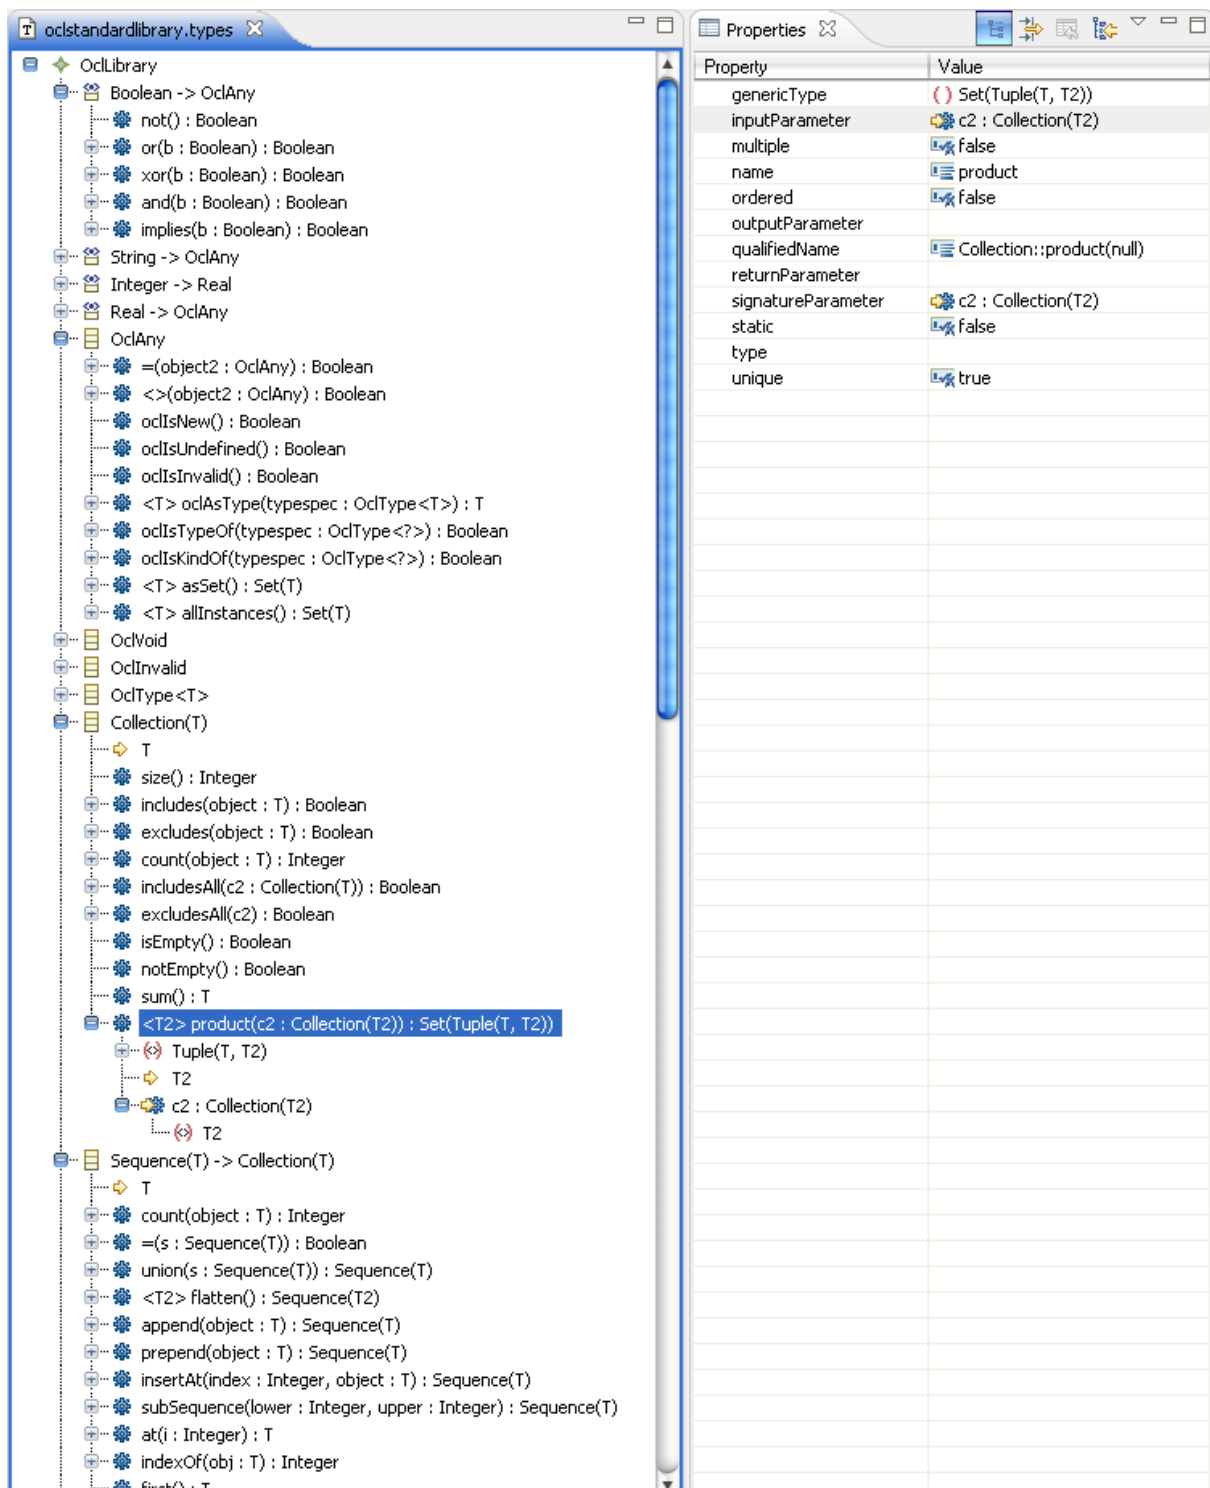 oclstandardlibrary.types
OclLibrary
Boolean -> OclAny
not() : Boolean
or(b : Boolean) : Boolean
xor(b : Boolean) : Boolean
and(b : Boolean) : Boolean
implies(b : Boolean) : Boolean
String -> OclAny
Integer -> Real
Real -> OclAny
OclAny
=(object2 : OclAny) : Boolean
<>(object2 : OclAny) : Boolean
oclIsNew() : Boolean
oclIsUndefined() : Boolean
oclIsInvalid() : Boolean
<T> oclAsType(typespec : OclType<T>) : T
oclIsTypeOf(typespec : OclType<?>) : Boolean
oclIsKindOf(typespec : OclType<?>) : Boolean
<T> asSet() : Set(T)
<T> allInstances() : Set(T)
OclVoid
OclInvalid
OclType<T>
Collection(T)
T
size() : Integer
includes(object : T) : Boolean
excludes(object : T) : Boolean
count(object : T) : Integer
includesAll(c2 : Collection(T)) : Boolean
excludesAll(c2) : Boolean
isEmpty() : Boolean
notEmpty() : Boolean
sum() : T
<T2> product(c2 : Collection(T2)) : Set(Tuple(T, T2))
Tuple(T, T2)
T2
c2 : Collection(T2)
T2
Sequence(T) -> Collection(T)
T
count(object : T) : Integer
=(s : Sequence(T)) : Boolean
union(s : Sequence(T)) : Sequence(T)
<T2> flatten() : Sequence(T2)
append(object : T) : Sequence(T)
prepend(object : T) : Sequence(T)
insertAt(index : Integer, object : T) : Sequence(T)
subSequence(lower : Integer, upper : Integer) : Sequence(T)
at(i : Integer) : T
indexOf(obj : T) : Integer
first() : T
Properties
Property Value
genericType Set(Tuple(T, T2))
inputParameter c2 : Collection(T2)
multiple false
name product
ordered false
outputParameter
qualifiedName Collection::product(null)
returnParameter
signatureParameter c2 : Collection(T2)
static false
type
unique true